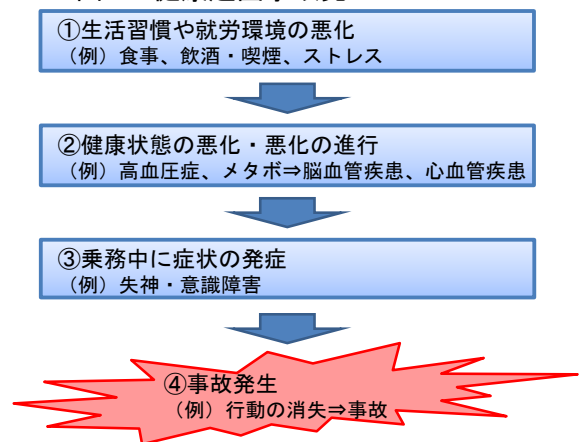 ①生活習慣や就労環境の悪化
（例）食事、飲酒・喫煙、ストレス
②健康状態の悪化・悪化の進行
（例）高血圧症、メタボ⇒脳血管疾患、心血管疾患
③乗務中に症状の発症
（例）失神・意識障害
④事故発生
（例）行動の消失⇒事故